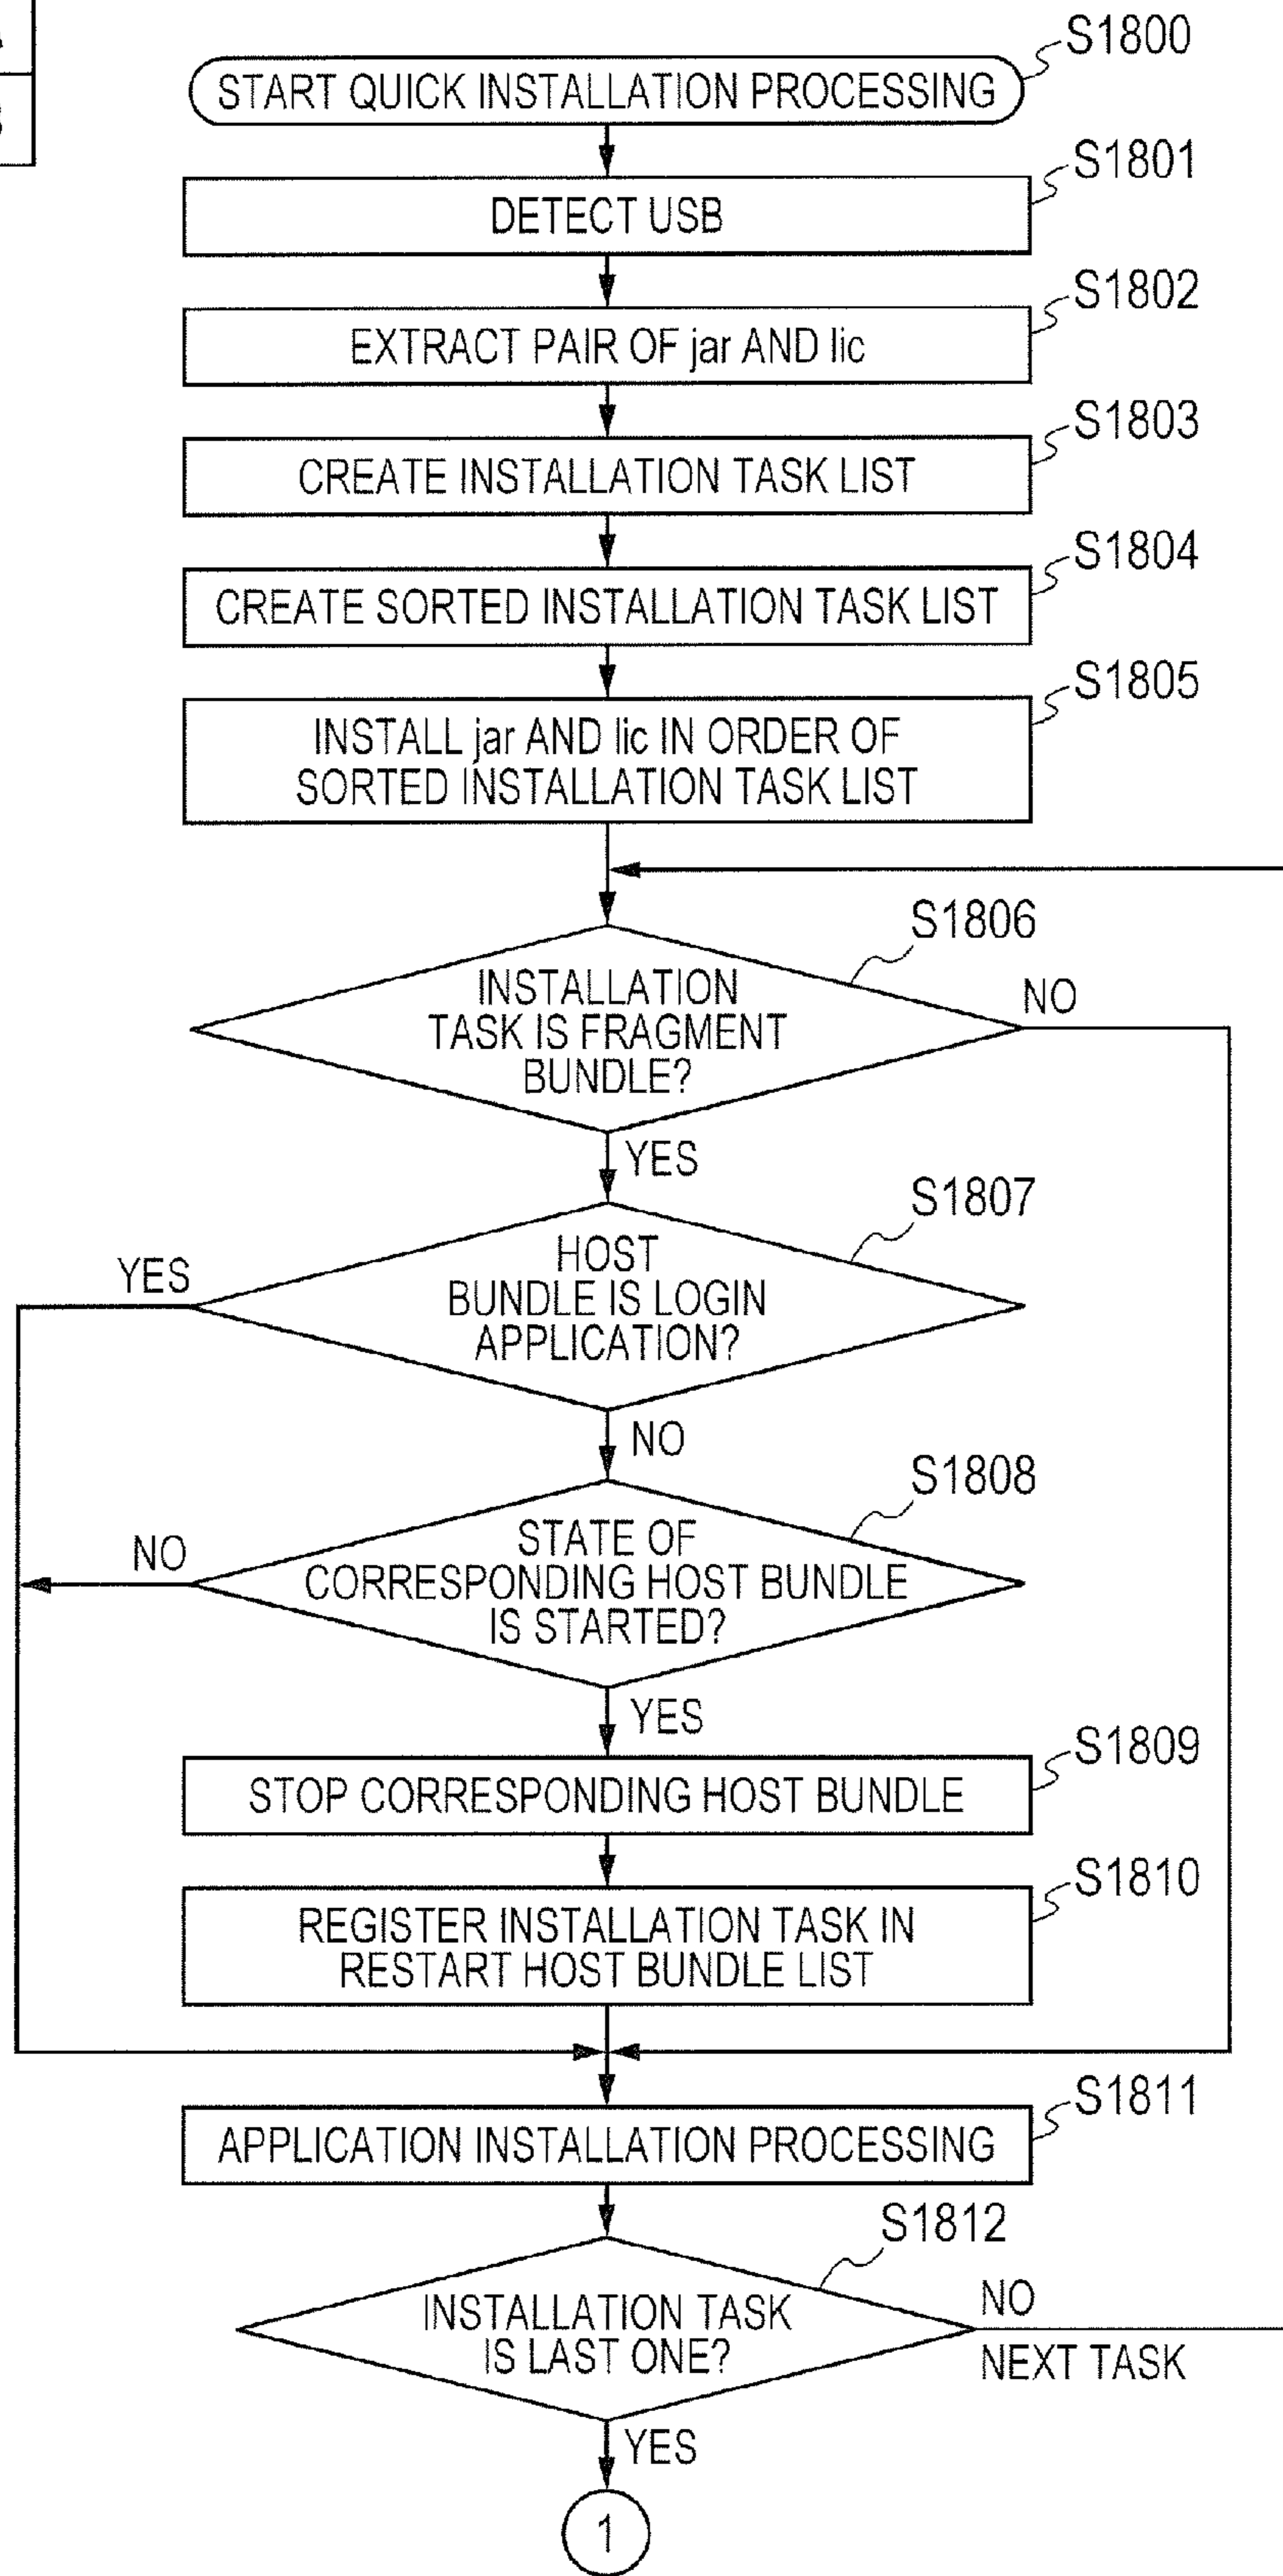 S1800
START QUICK INSTALLATION PROCESSING
S1801
DETECT USB
S1802
EXTRACT PAIR OF jar AND lic
S1803
CREATE INSTALLATION TASK LIST
S1804
CREATE SORTED INSTALLATION TASK LIST
S1805
INSTALL jar AND lic IN ORDER OF
SORTED INSTALLATION TASK LIST
S1806
INSTALLATION
TASK IS FRAGMENT
BUNDLE?
NO
YES
S1807
HOST
BUNDLE IS LOGIN
APPLICATION?
YES
NO
S1808
STATE OF
CORRESPONDING HOST BUNDLE
IS STARTED?
NO
YES
S1809
STOP CORRESPONDING HOST BUNDLE
S1810
REGISTER INSTALLATION TASK IN
RESTART HOST BUNDLE LIST
S1811
APPLICATION INSTALLATION PROCESSING
S1812
INSTALLATION TASK
IS LAST ONE?
NO
NEXT TASK
YES
1